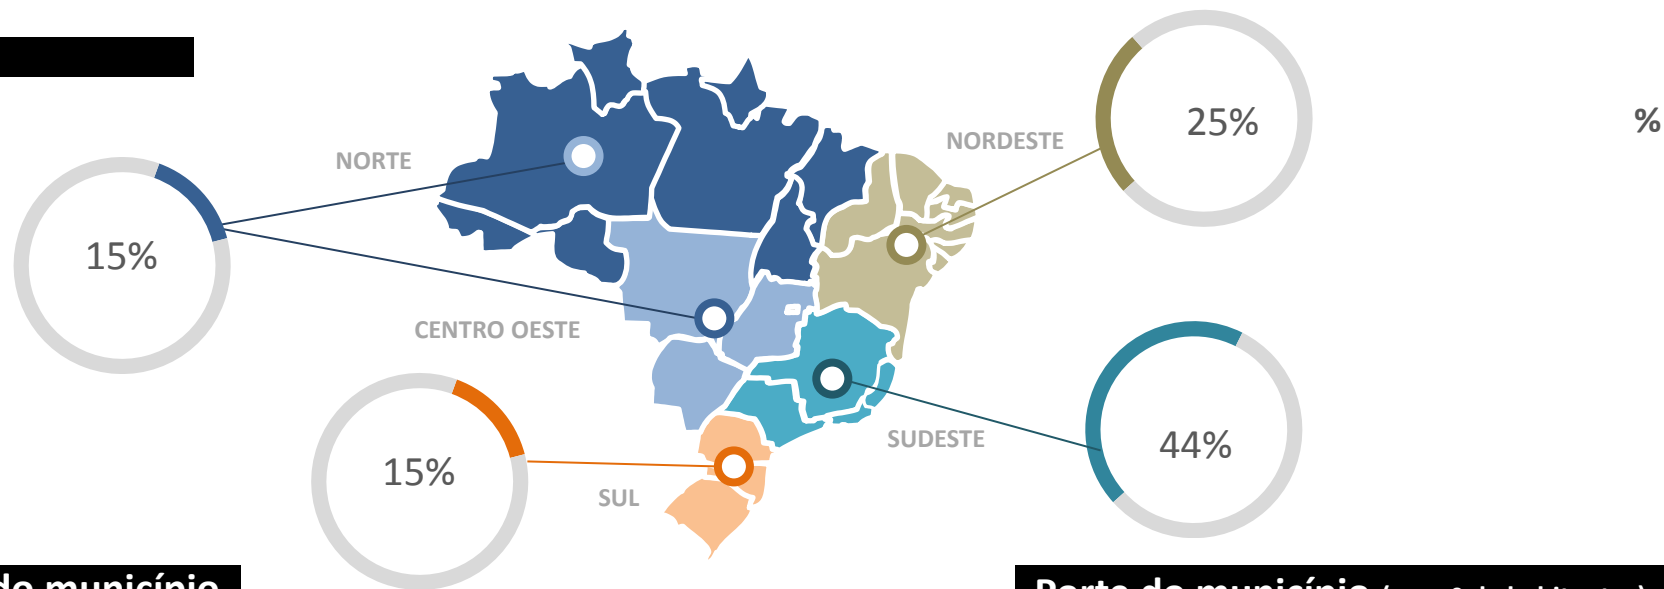 NORTE
NORDESTE
25%
%
15%
CENTRO OESTE
SUDESTE
44%
15%
SUL
do município
Porte do município